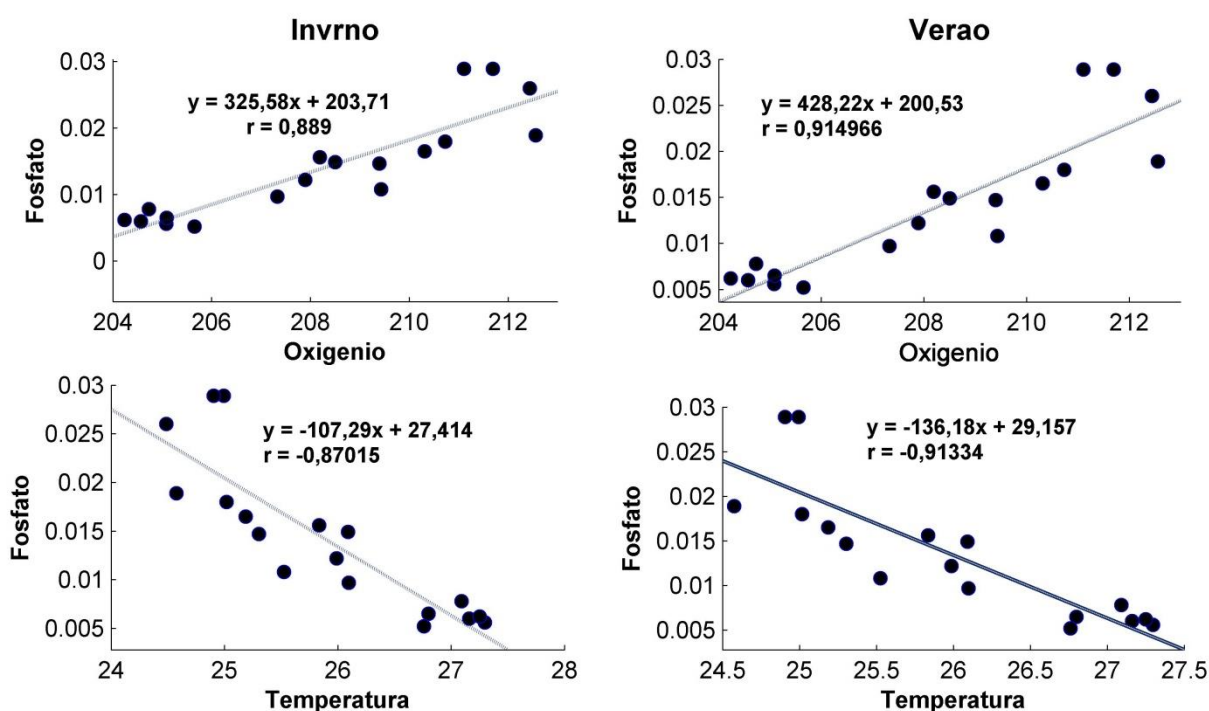 Invrno
0.03
0.02
0.01
0
Fosfato
y = 325,58x + 203,71
r = 0,889
204
206
208
210
212
Oxigenio
Verao
0.03
0.025
0.02
0.015
0.01
0.005
Fosfato
y = 428,22x + 200,53
r = 0,914966
204
206
208
210
212
Oxigenio
0.03
0.025
0.02
0.015
0.01
0.005
Fosfato
y = -107,29x + 27,414
r = -0,87015
24
25
26
27
28
Temperatura
0.03
0.025
0.02
0.015
0.01
0.005
Fosfato
y = -136,18x + 29,157
r = -0,91334
24.5
25
25.5
26
26.5
27
27.5
Temperatura